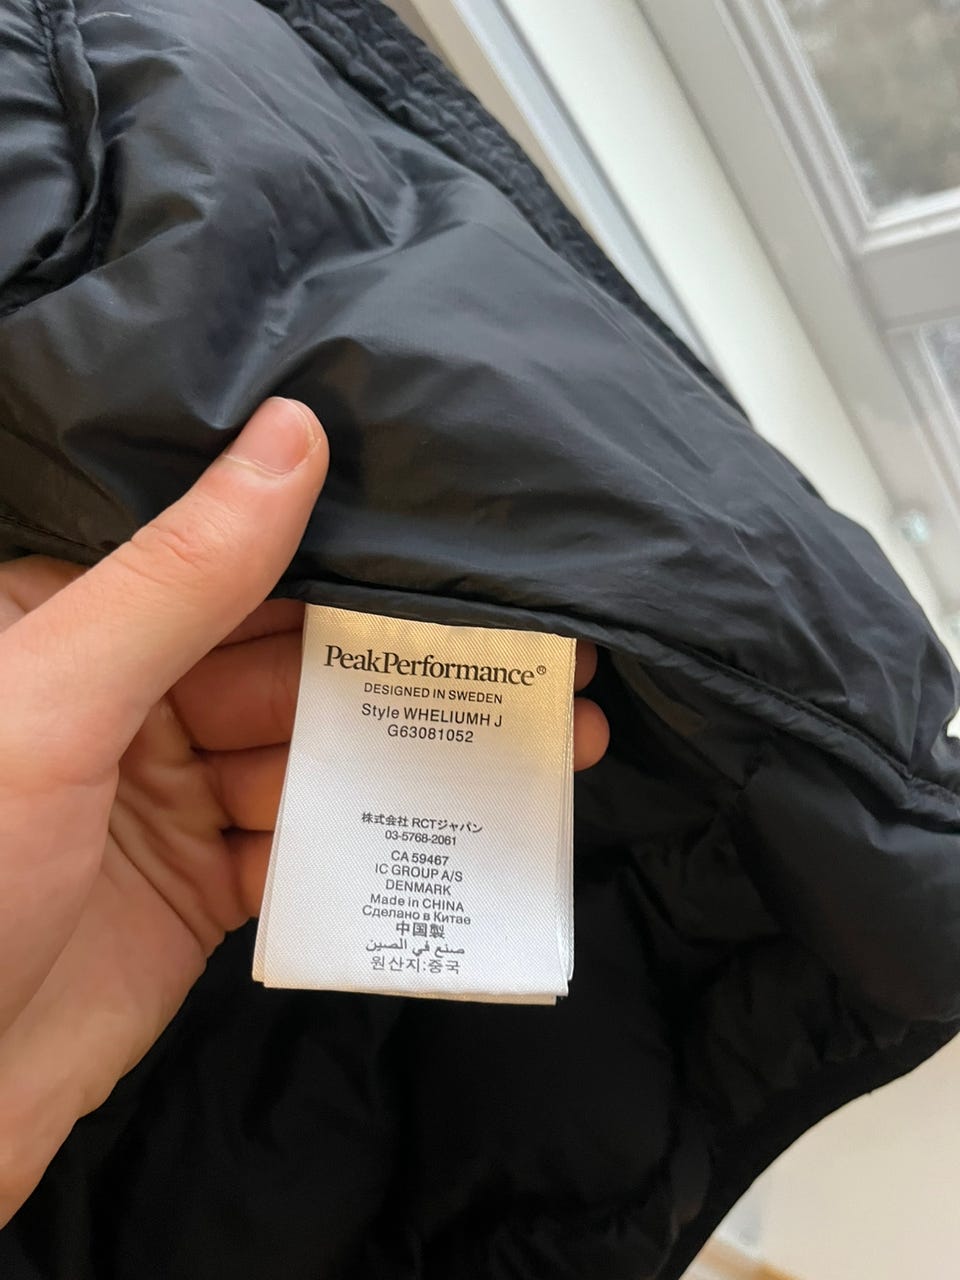 PeakPerformance®
DESIGNED IN SWEDEN
Style WHELIUMH J
G63081052
株式会社 RCTジャパン
03-5768-2061
CA 59467
IC GROUP A/S
DENMARK
Made in CHINA
Сделано в Китае
中国製
صنع في الصين
원산지:중국